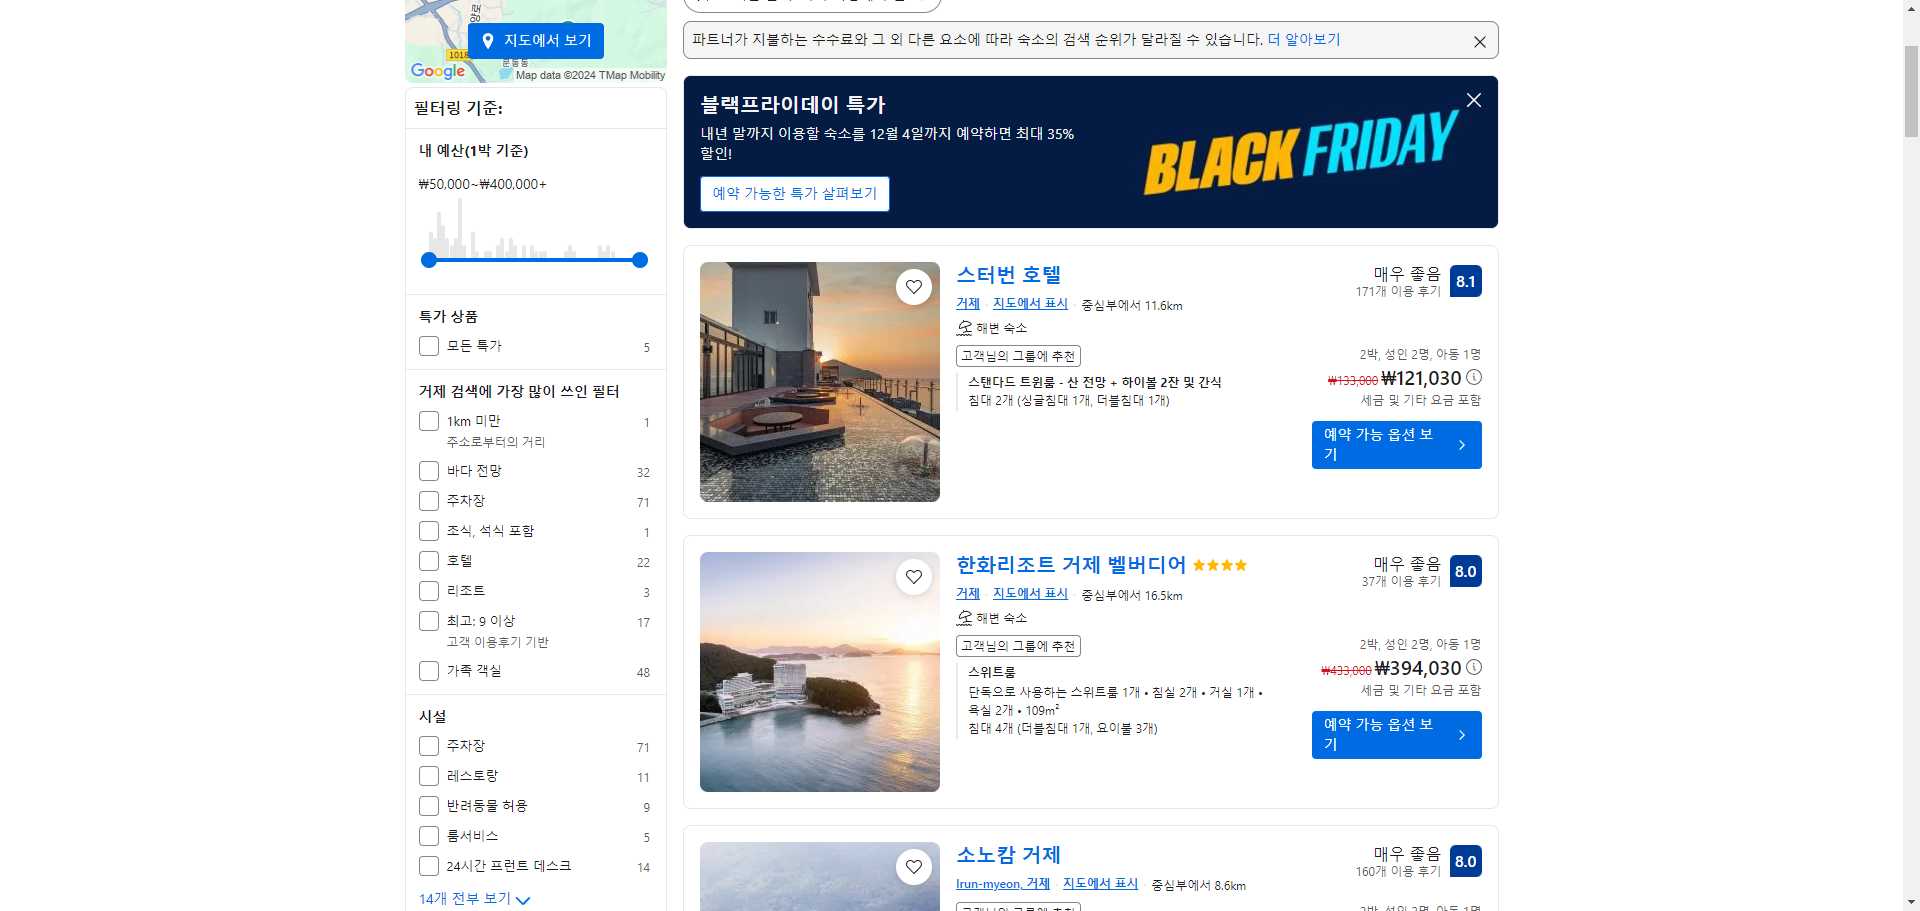 지도에서 보기
1018
문동동
Google
Map data ©2024 TMap Mobility
필터링 기준:
내 예산(1박 기준)
₩50,000~₩400,000+
특가 상품
모든 특가 5
거제 검색에 가장 많이 쓰인 필터
1km 미만 1
주소로부터의 거리
바다 전망 32
주차장 71
조식, 석식 포함 1
호텔 22
리조트 3
최고: 9 이상 17
고객 이용후기 기반
가족 객실 48
시설
주차장 71
레스토랑 11
반려동물 허용 9
룸서비스 5
24시간 프런트 데스크 14
14개 전부 보기
파트너가 지불하는 수수료와 그 외 다른 요소에 따라 숙소의 검색 순위가 달라질 수 있습니다. 더 알아보기
블랙프라이데이 특가
내년 말까지 이용할 숙소를 12월 4일까지 예약하면 최대 35%
할인!
예약 가능한 특가 살펴보기
BLACK FRIDAY
스터번 호텔
매우 좋음 8.1
171개 이용 후기
거제 · 지도에서 표시 · 중심부에서 11.6km
해변 숙소
고객님의 그룹에 추천
스탠다드 트윈룸 - 산 전망 + 하이볼 2잔 및 간식
침대 2개 (싱글침대 1개, 더블침대 1개)
2박, 성인 2명, 아동 1명
₩133,000 ₩121,030
세금 및 기타 요금 포함
예약 가능 옵션 보
기
한화리조트 거제 벨버디어
매우 좋음 8.0
37개 이용 후기
거제 · 지도에서 표시 · 중심부에서 16.5km
해변 숙소
고객님의 그룹에 추천
스위트룸
단독으로 사용하는 스위트룸 1개 • 침실 2개 • 거실 1개 •
욕실 2개 • 109m²
침대 4개 (더블침대 1개, 요이불 3개)
2박, 성인 2명, 아동 1명
₩433,000 ₩394,030
세금 및 기타 요금 포함
예약 가능 옵션 보
기
소노캄 거제
매우 좋음 8.0
160개 이용 후기
Irun-myeon, 거제 · 지도에서 표시 · 중심부에서 8.6km